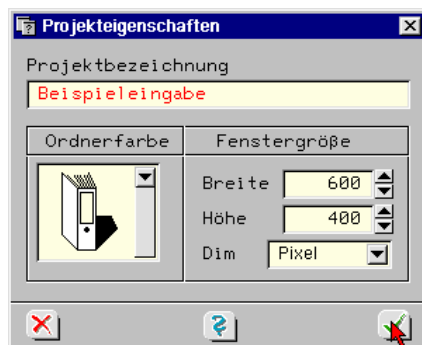 Projekteigenschaften
Projektbezeichnung
Beispieleingabe
Ordnerfarbe
Fenstergröße
Breite 600
Höhe 400
Dim Pixel